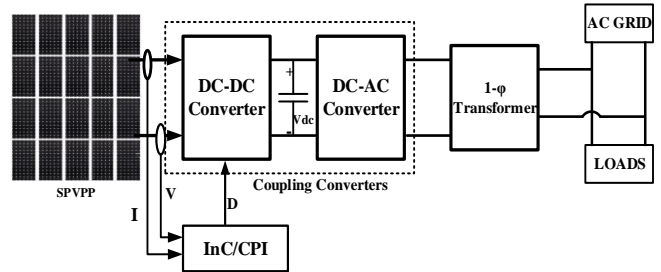 AC GRID
DC-DC
Converter
+
Vdc
-
DC-AC
Converter
1-φ
Transformer
LOADS
SPVPP
Coupling Converters
I
V
D
InC/CPI